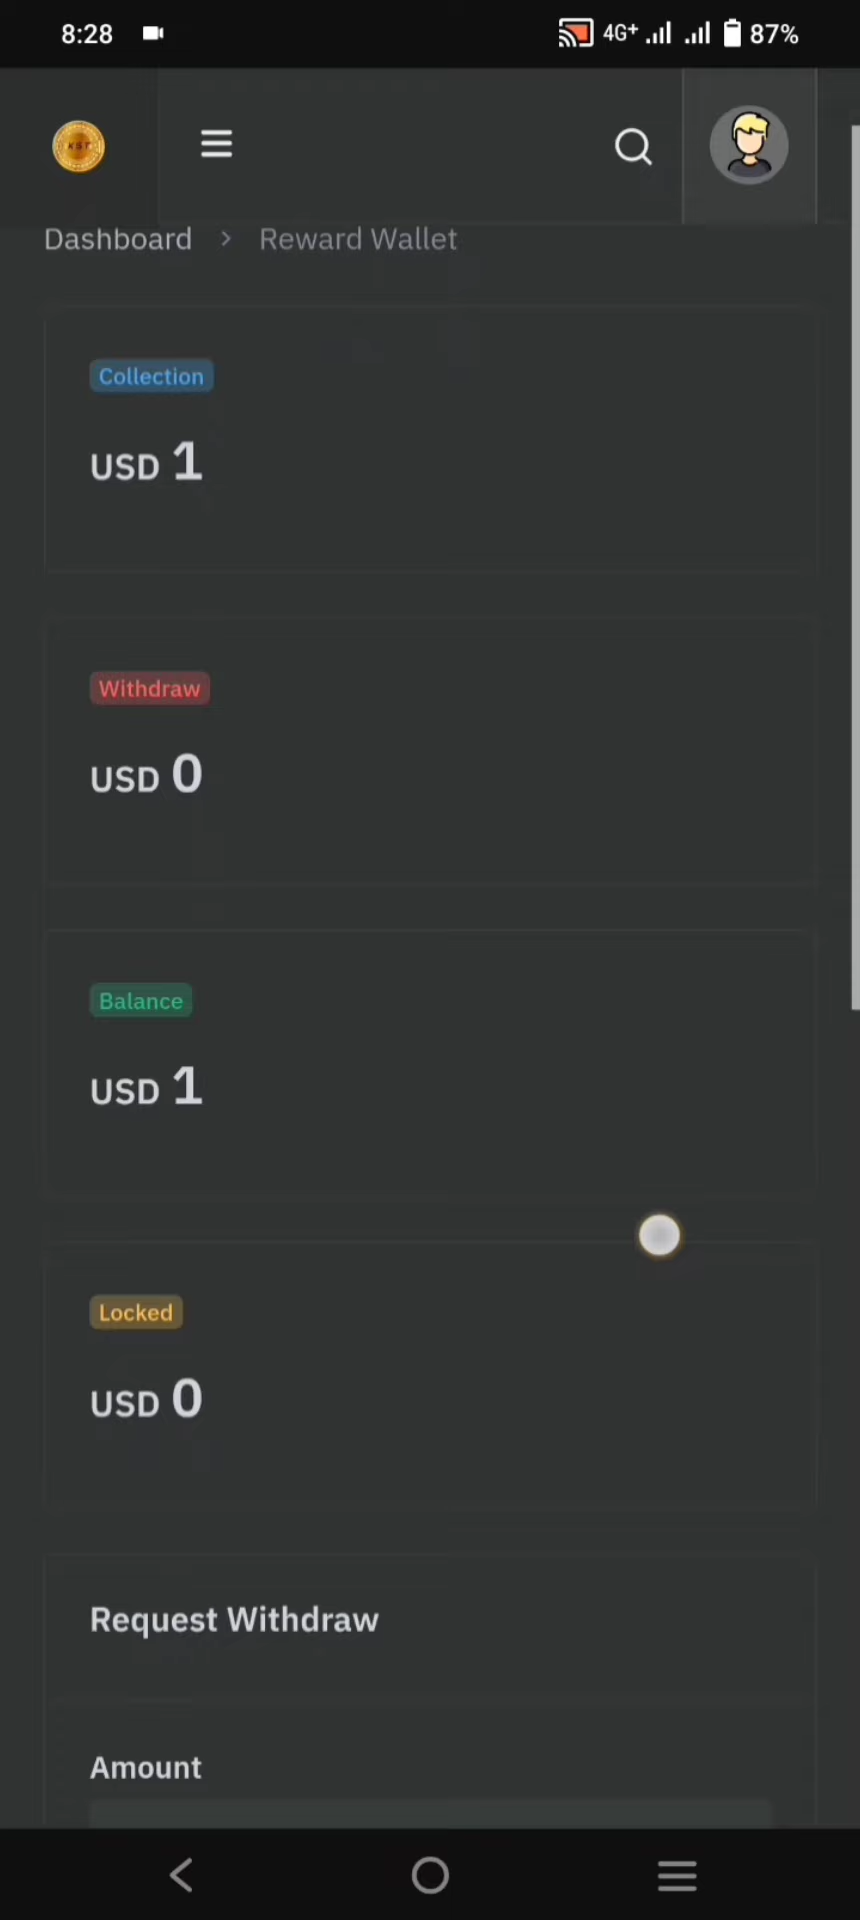 8:28 4G+ 87%
KST
Dashboard > Reward Wallet
Collection
USD 1
Withdraw
USD 0
Balance
USD 1
Locked
USD 0
Request Withdraw
Amount